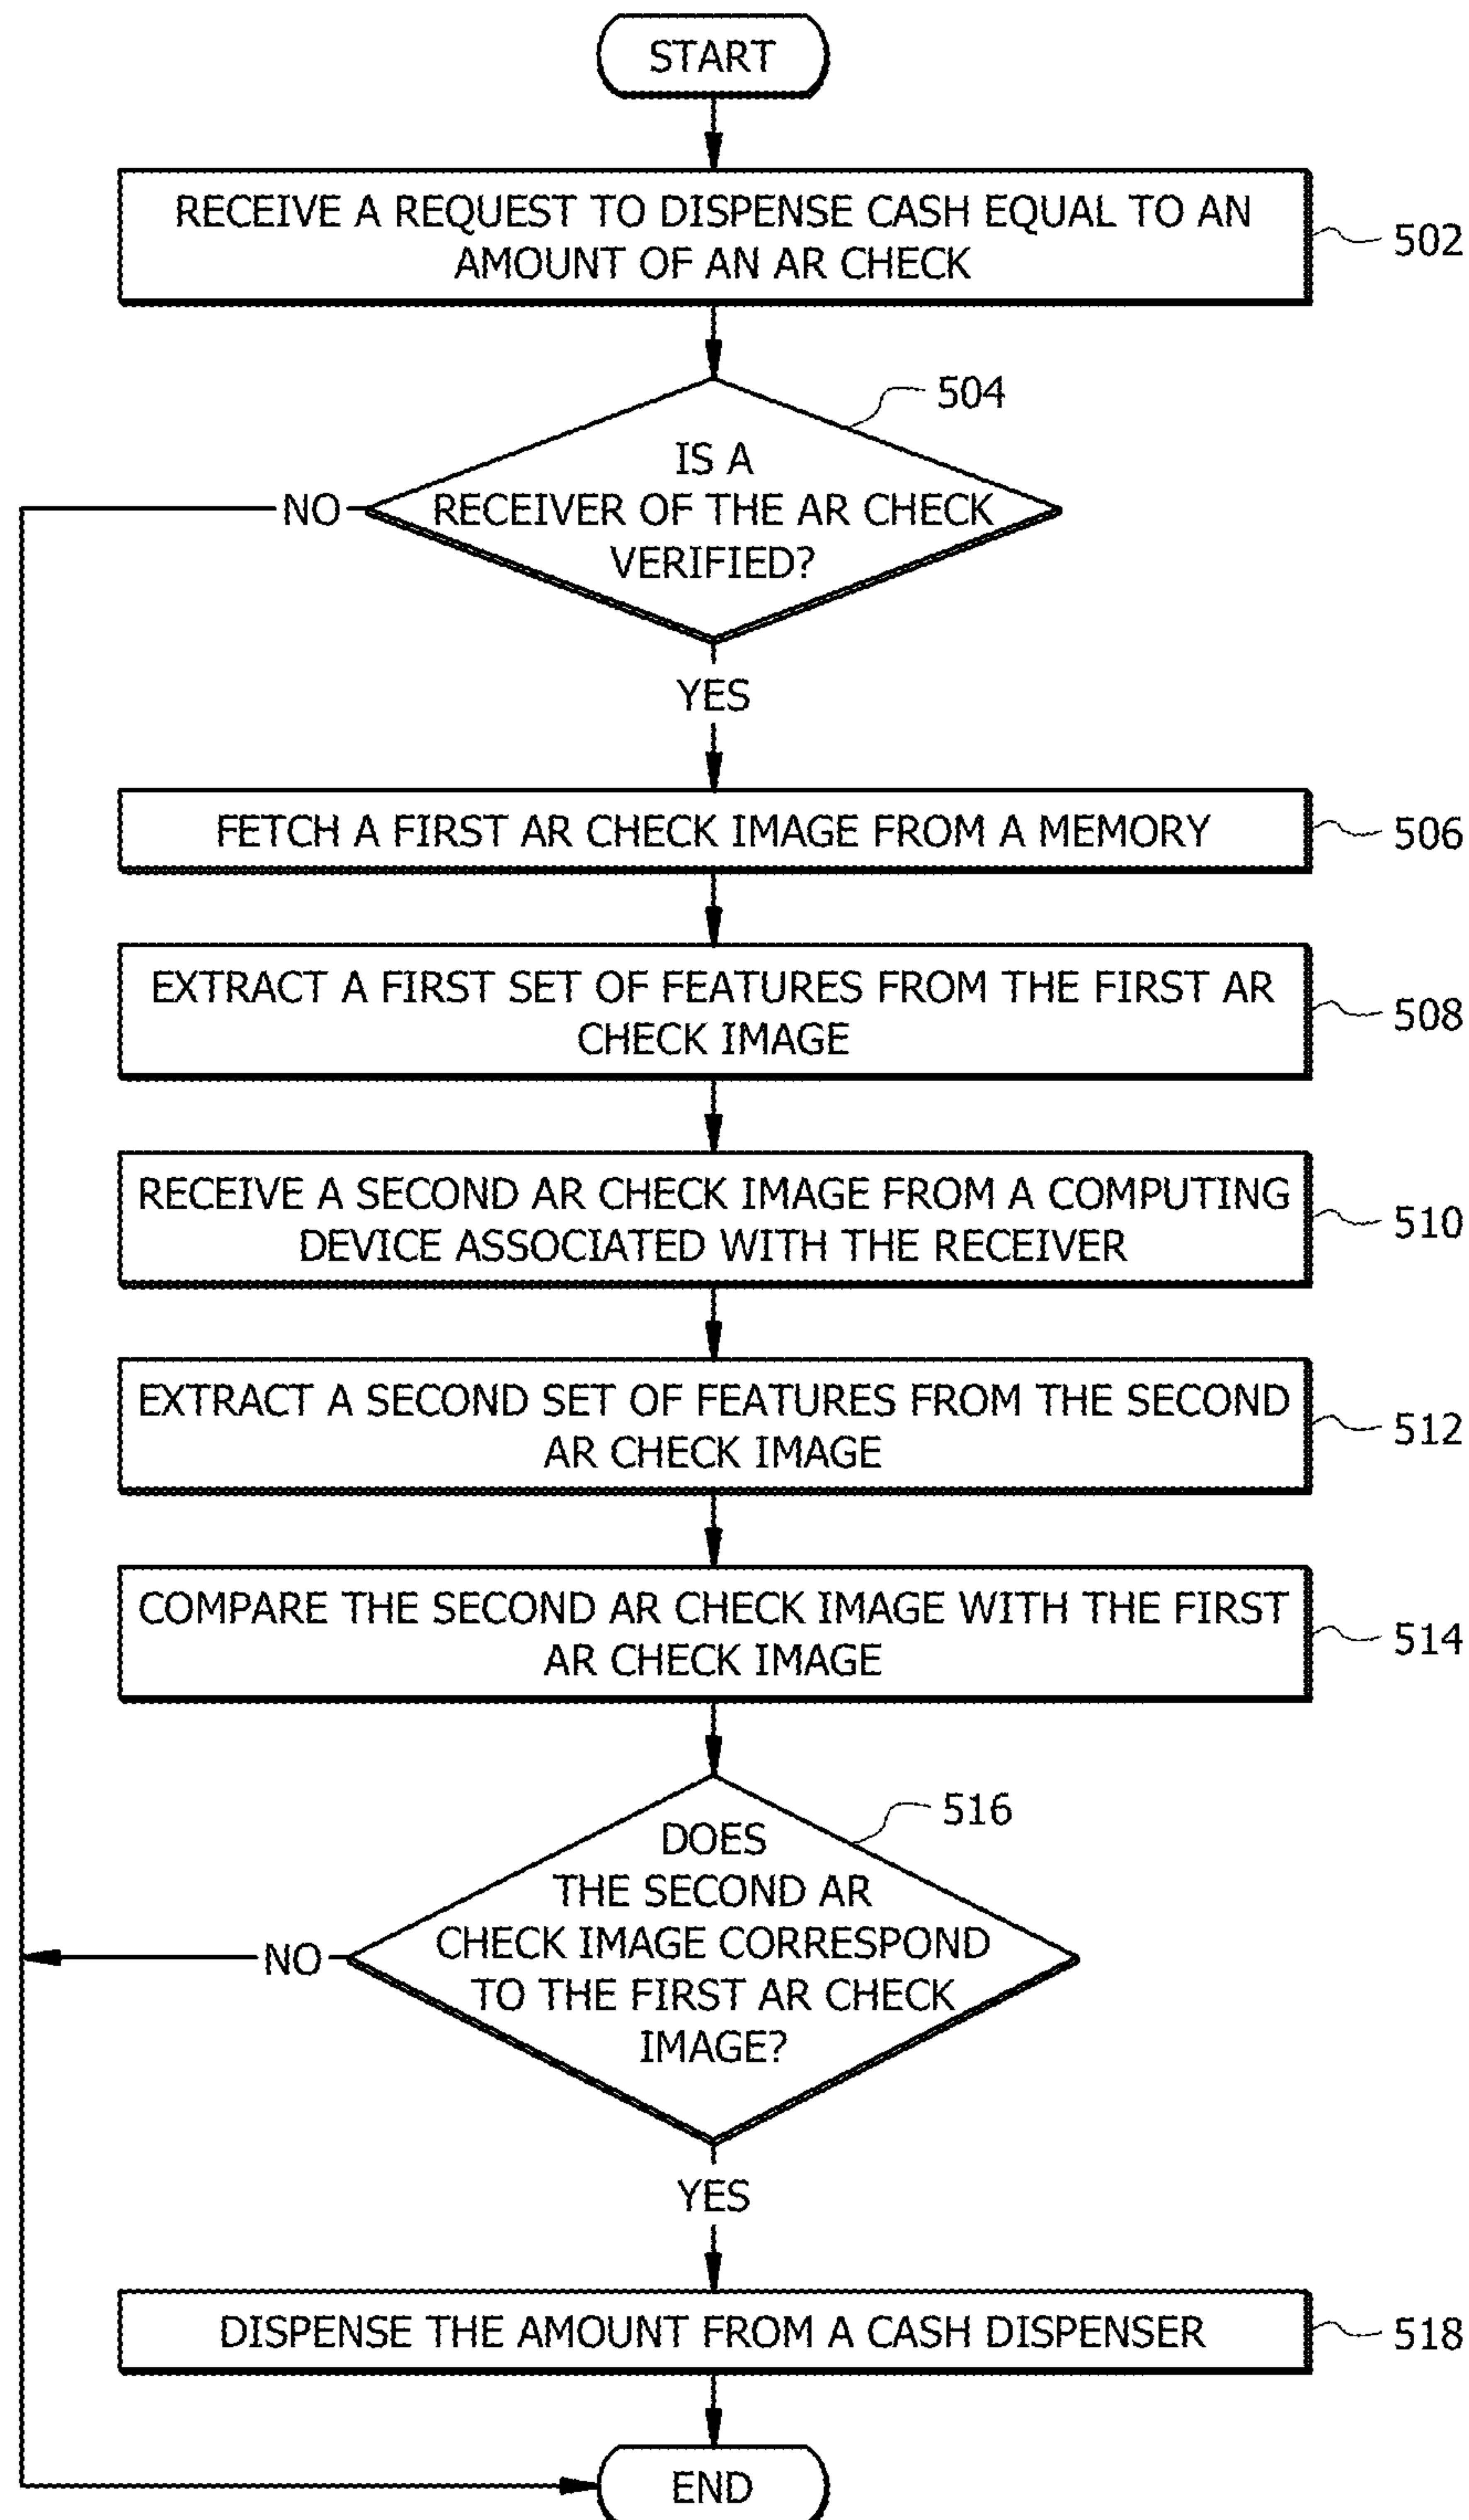 START
RECEIVE A REQUEST TO DISPENSE CASH EQUAL TO AN
AMOUNT OF AN AR CHECK
502
504
IS A
RECEIVER OF THE AR CHECK
VERIFIED?
NO
YES
FETCH A FIRST AR CHECK IMAGE FROM A MEMORY
506
EXTRACT A FIRST SET OF FEATURES FROM THE FIRST AR
CHECK IMAGE
508
RECEIVE A SECOND AR CHECK IMAGE FROM A COMPUTING
DEVICE ASSOCIATED WITH THE RECEIVER
510
EXTRACT A SECOND SET OF FEATURES FROM THE SECOND
AR CHECK IMAGE
512
COMPARE THE SECOND AR CHECK IMAGE WITH THE FIRST
AR CHECK IMAGE
514
516
DOES
THE SECOND AR
CHECK IMAGE CORRESPOND
TO THE FIRST AR CHECK
IMAGE?
NO
YES
DISPENSE THE AMOUNT FROM A CASH DISPENSER
518
END